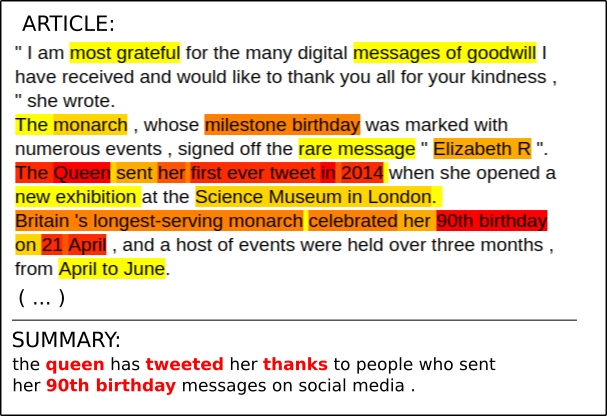 ARTICLE:
" I am most grateful for the many digital messages of goodwill I
have received and would like to thank you all for your kindness ,
" she wrote.
The monarch , whose milestone birthday was marked with
numerous events , signed off the rare message " Elizabeth R ".
The Queen sent her first ever tweet in 2014 when she opened a
new exhibition at the Science Museum in London.
Britain 's longest-serving monarch celebrated her 90th birthday
on 21 April , and a host of events were held over three months ,
from April to June.
( ... )
SUMMARY:
the queen has tweeted her thanks to people who sent
her 90th birthday messages on social media .